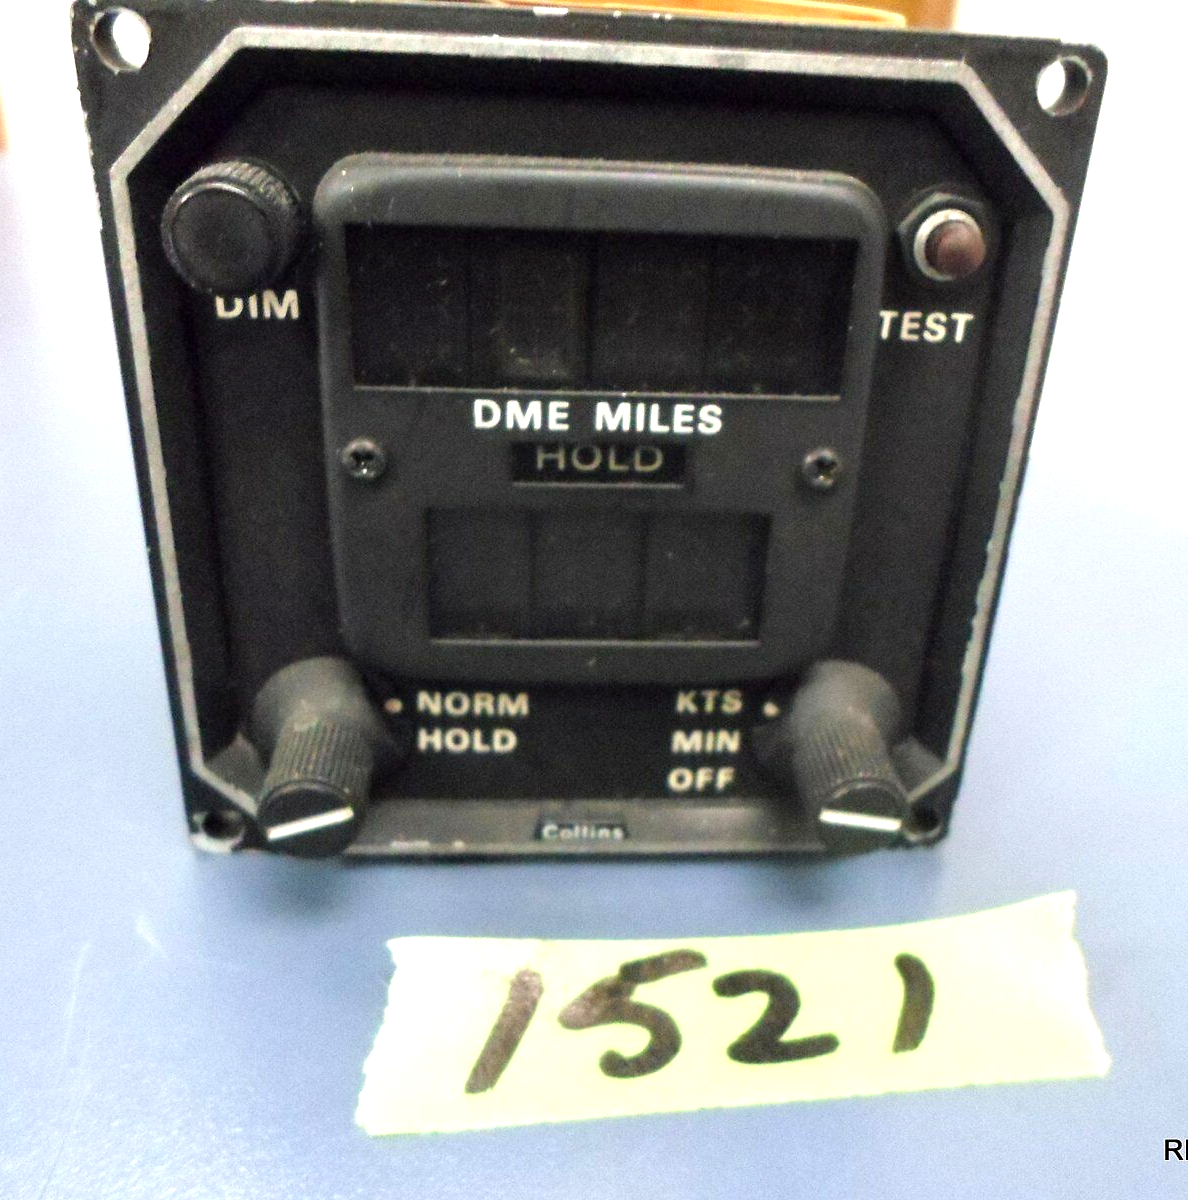 DIM
TEST
DME MILES
HOLD
NORM
HOLD
KTS
MIN
OFF
Collins
1521